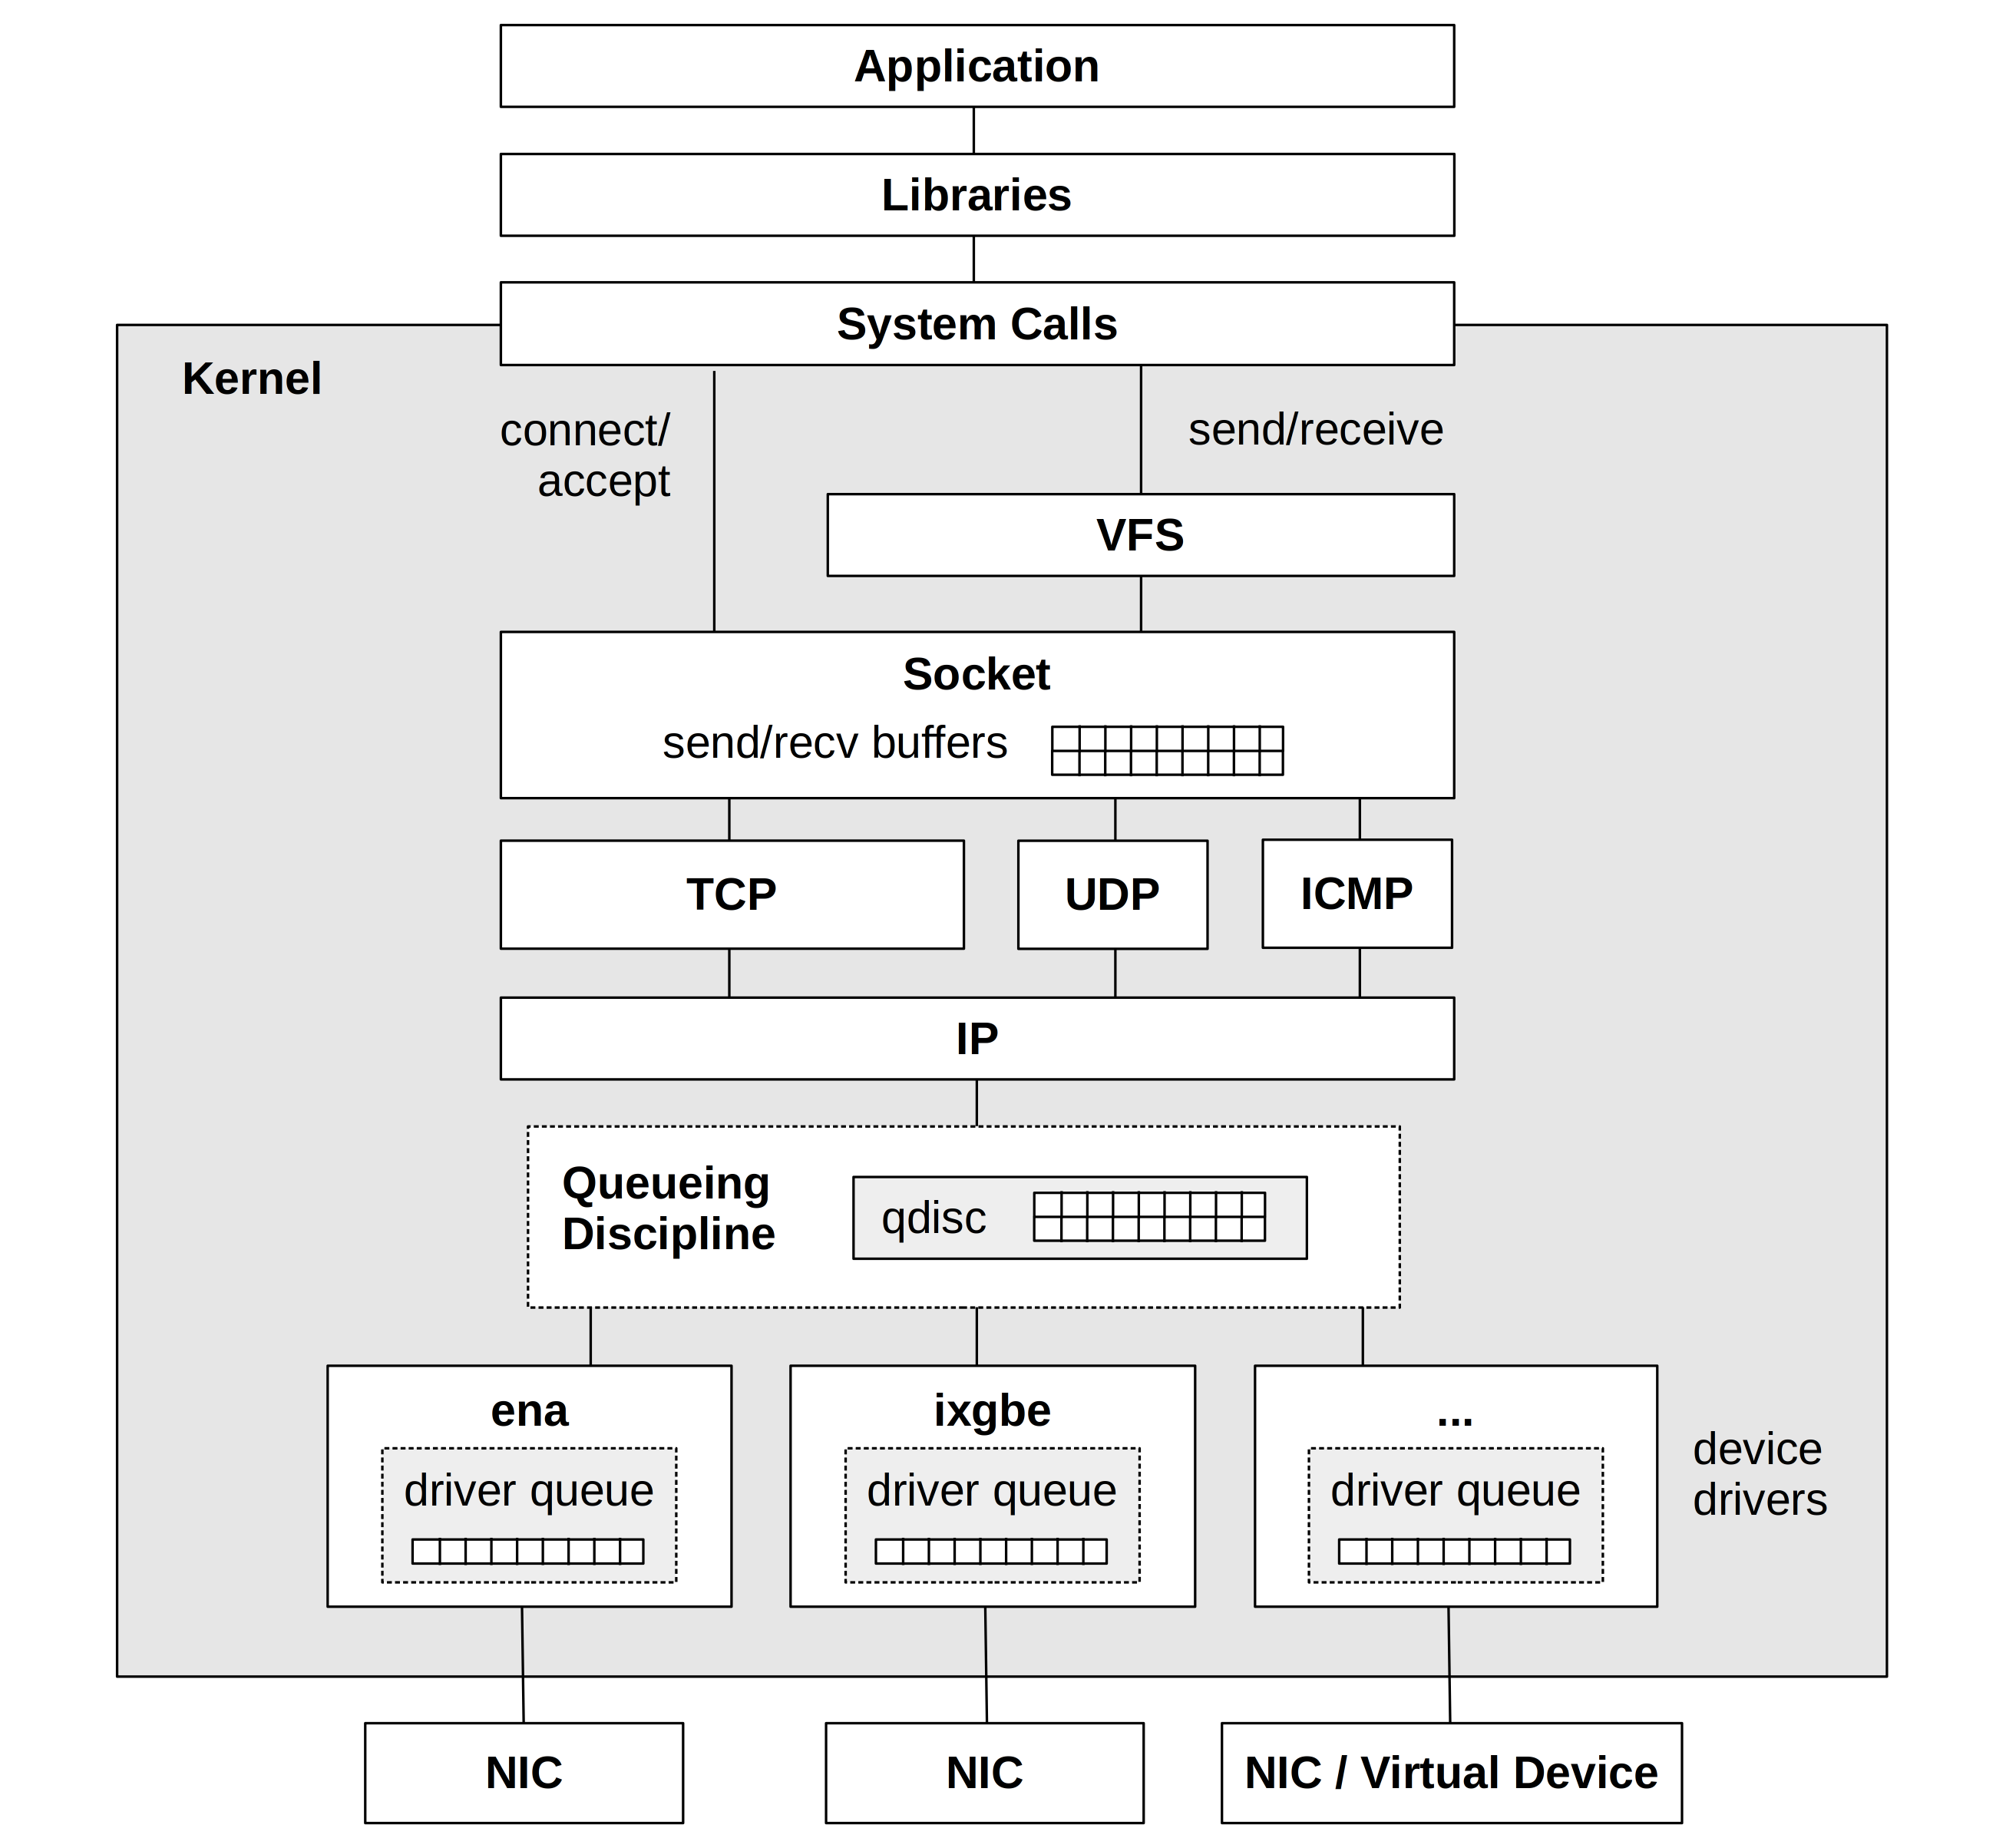 Application
Libraries
System Calls
Kernel
connect/
accept
send/receive
VFS
Socket
send/recv buffers
TCP
UDP
ICMP
IP
Queueing
Discipline
qdisc
ena
driver queue
ixgbe
driver queue
...
driver queue
device
drivers
NIC
NIC
NIC / Virtual Device